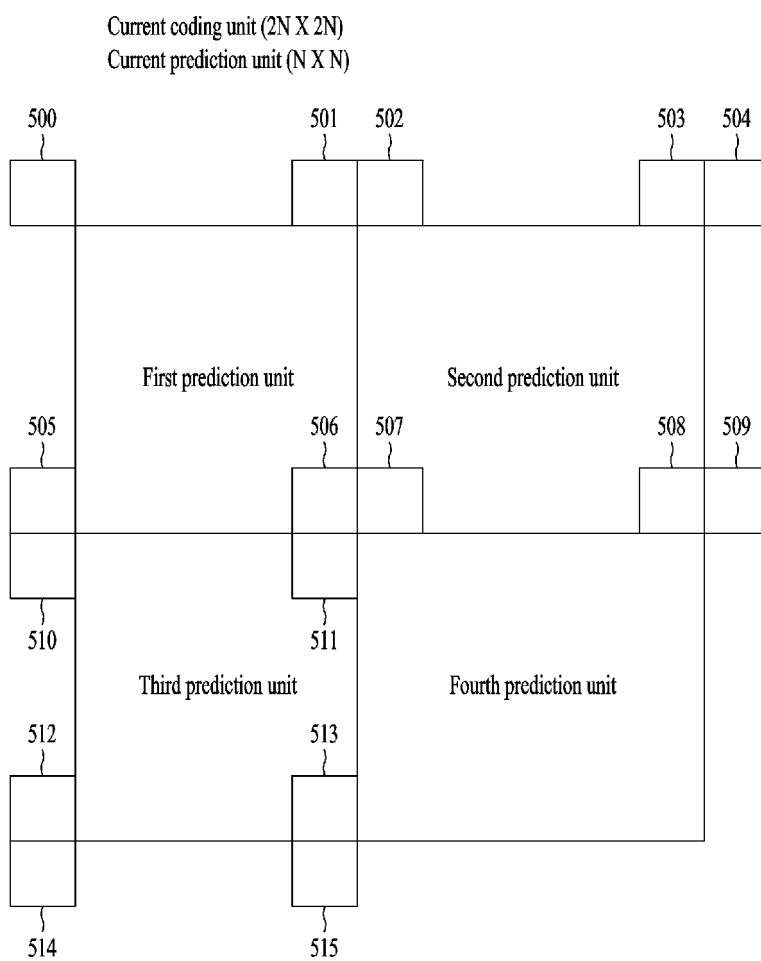 Current coding unit (2N X 2N)
Current prediction unit (N X N)
500 501 502 503 504
First prediction unit Second prediction unit
505 506 507 508 509
510 511
Third prediction unit Fourth prediction unit
512 513
514 515